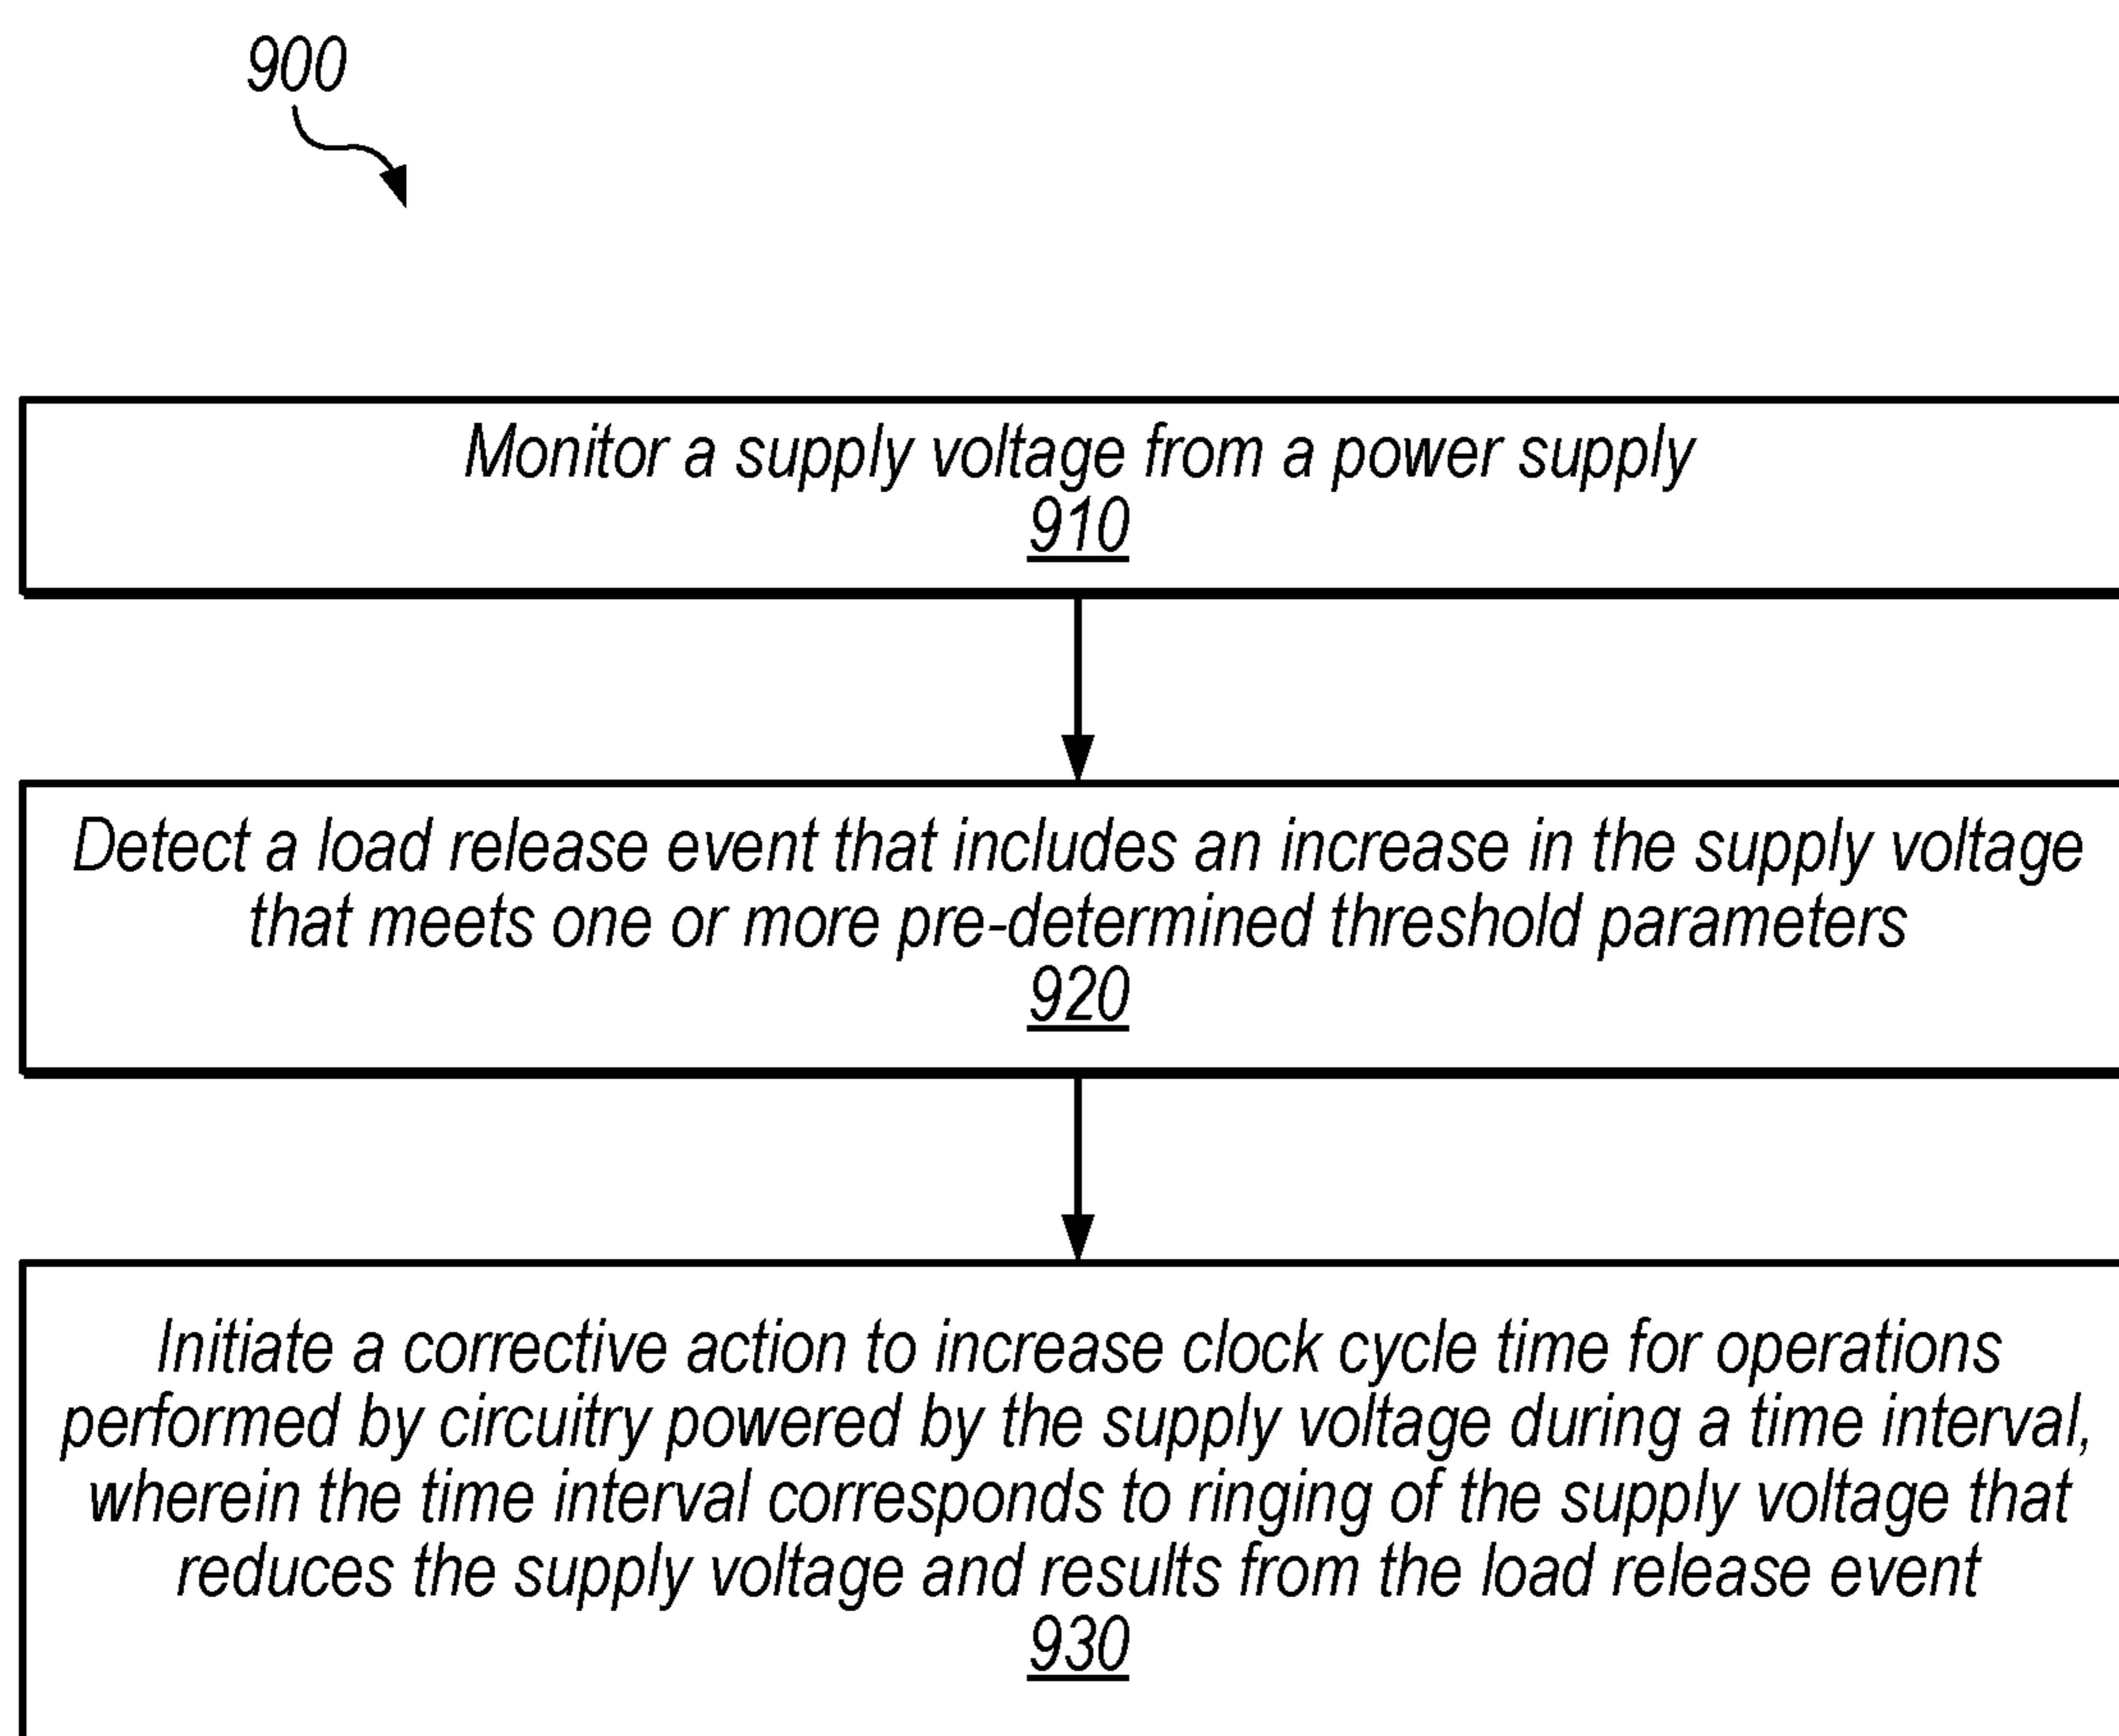 900
Monitor a supply voltage from a power supply
910
Detect a load release event that includes an increase in the supply voltage
that meets one or more pre-determined threshold parameters
920
Initiate a corrective action to increase clock cycle time for operations
performed by circuitry powered by the supply voltage during a time interval,
wherein the time interval corresponds to ringing of the supply voltage that
reduces the supply voltage and results from the load release event
930